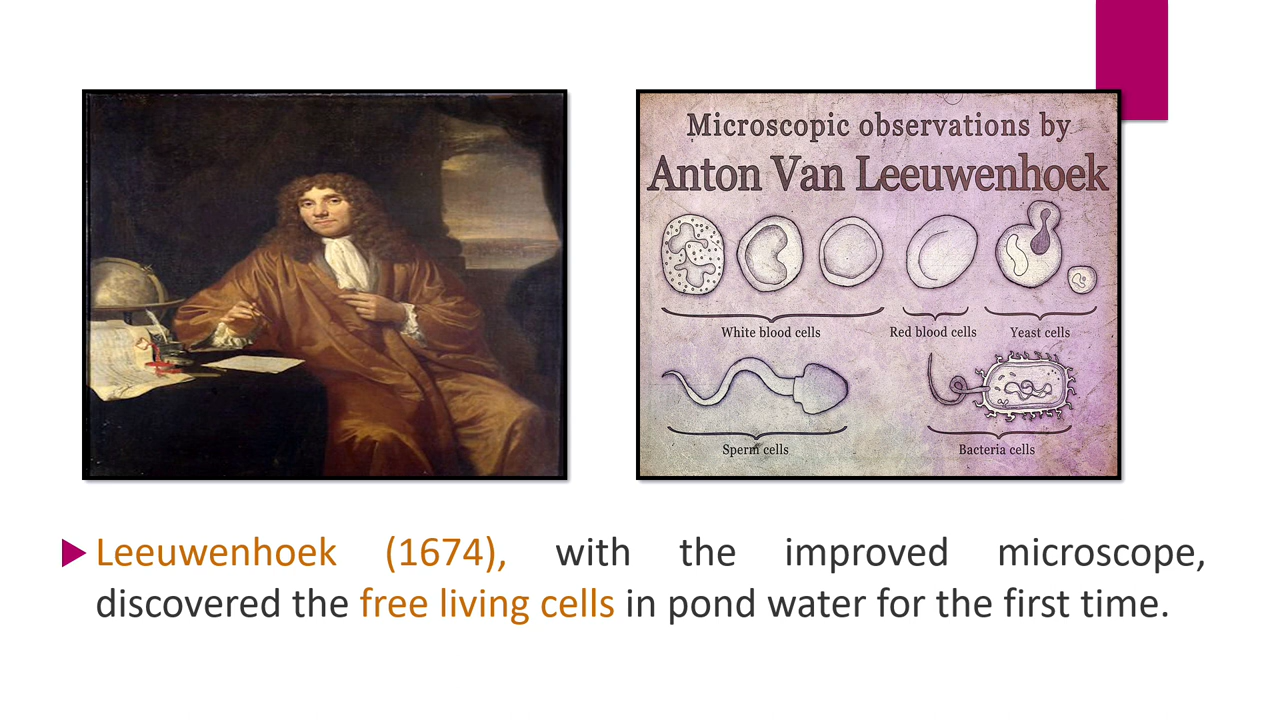 Microscopic observations by
Anton Van Leeuwenhoek
White blood cells
Red blood cells
Yeast cells
Sperm cells
Bacteria cells
Leeuwenhoek (1674), with the improved microscope,
discovered the free living cells in pond water for the first time.